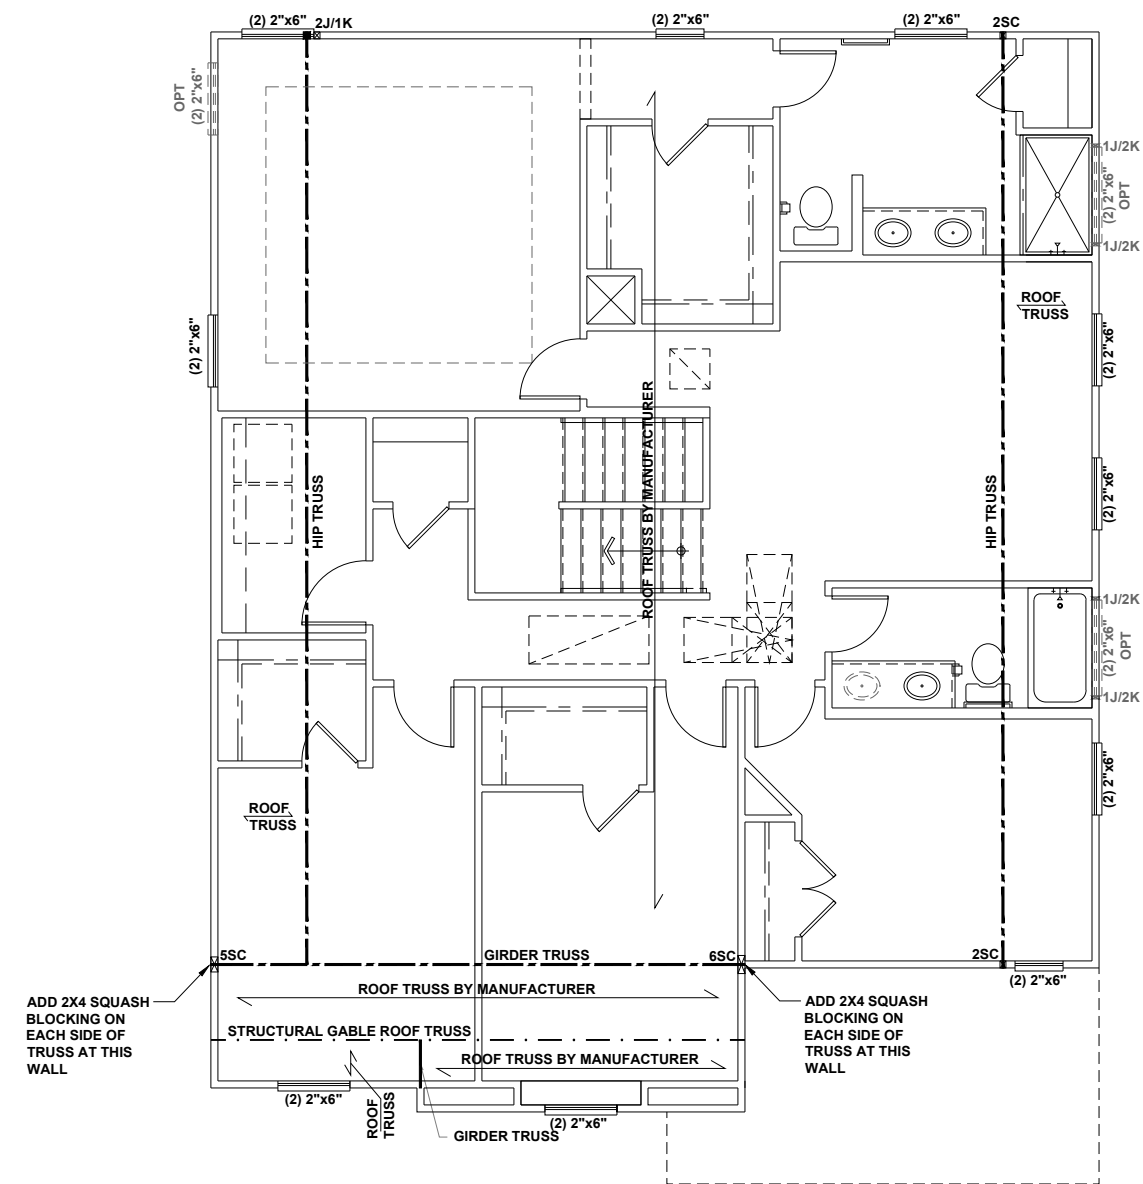 (2) 2"x6"
2J/1K
(2) 2"x6"
(2) 2"x6"
2SC
OPT
(2) 2"x6"
1J/2K
(2) 2"x6"
OPT
1J/2K
ROOF
TRUSS
(2) 2"x6"
(2) 2"x6"
ROOF TRUSS BY MANUFACTURER
HIP TRUSS
HIP TRUSS
(2) 2"x6"
1J/2K
(2) 2"x6"
OPT
1J/2K
(2) 2"x6"
ROOF
TRUSS
5SC
GIRDER TRUSS
6SC
2SC
(2) 2"x6"
ADD 2X4 SQUASH
BLOCKING ON
EACH SIDE OF
TRUSS AT THIS
WALL
ROOF TRUSS BY MANUFACTURER
ADD 2X4 SQUASH
BLOCKING ON
EACH SIDE OF
TRUSS AT THIS
WALL
STRUCTURAL GABLE ROOF TRUSS
ROOF TRUSS BY MANUFACTURER
(2) 2"x6"
ROOF
TRUSS
(2) 2"x6"
GIRDER TRUSS